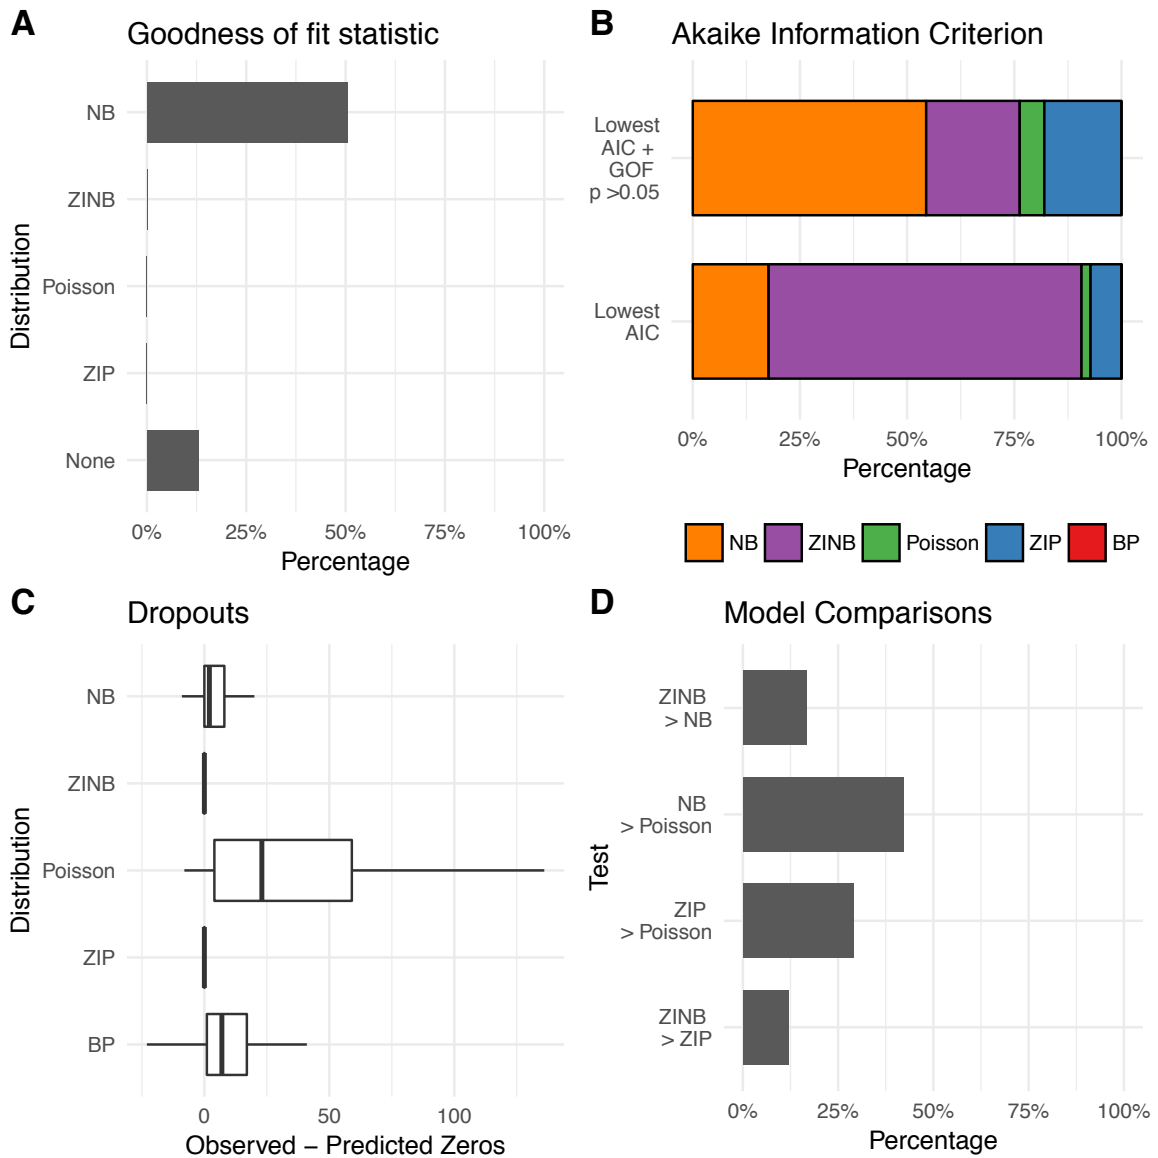 A
Goodness of fit statistic
Distribution
NB
ZINB
Poisson
ZIP
None
0% 25% 50% 75% 100%
Percentage
B
Akaike Information Criterion
Lowest
AIC +
GOF
p >0.05
Lowest
AIC
0% 25% 50% 75% 100%
Percentage
NB ZINB Poisson ZIP BP
C
Dropouts
Distribution
NB
ZINB
Poisson
ZIP
BP
0 50 100
Observed − Predicted Zeros
D
Model Comparisons
Test
ZINB
> NB
NB
> Poisson
ZIP
> Poisson
ZINB
> ZIP
0% 25% 50% 75% 100%
Percentage